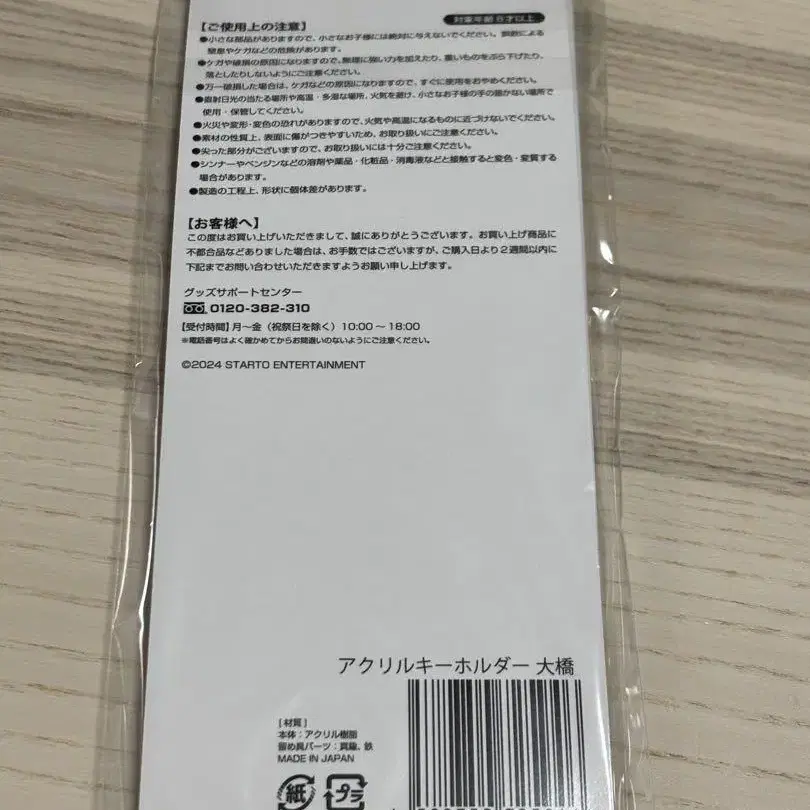 対象年齢6才以上
【ご使用上の注意】
●小さな部品がありますので、小さなお子様には絶対に与えないでください。誤飲による
窒息やケガなどの危険があります。
●ケガや破損の原因になりますので、無理に強い力を加えたり、重いものをぶら下げたり、
落としたりしないようにご注意ください。
●万一破損した場合は、ケガなどの原因になりますので、すぐに使用をおやめください。
●直射日光の当たる場所や高温・多湿な場所、火気を避け、小さなお子様の手の届かない場所で
使用・保管してください。
●火災や変形・変色の恐れがありますので、火気や高温になるものに近づけないでください。
●素材の性質上、表面に傷がつきやすいため、お取り扱いにご注意ください。
●尖った部分がございますので、お取り扱いには十分ご注意ください。
●シンナーやベンジンなどの溶剤や薬品・化粧品・消毒液などと接触すると変色・変質する
場合があります。
●製造の工程上、形状に個体差があります。
【お客様へ】
この度はお買い上げいただきまして、誠にありがとうございます。お買い上げ商品に
不都合品などありました場合は、お手数ではございますが、ご購入日より2週間以内に
下記までお問い合わせいただきますようお願い申し上げます。
グッズサポートセンター
0120-382-310
【受付時間】月〜金（祝祭日を除く）10:00〜18:00
※電話番号はよく確かめてからお間違いのないようにご注意ください。
©2024 STARTO ENTERTAINMENT
アクリルキーホルダー 大橋
[材質]
本体：アクリル樹脂
留め具パーツ：真鍮、鉄
MADE IN JAPAN
紙 プラ